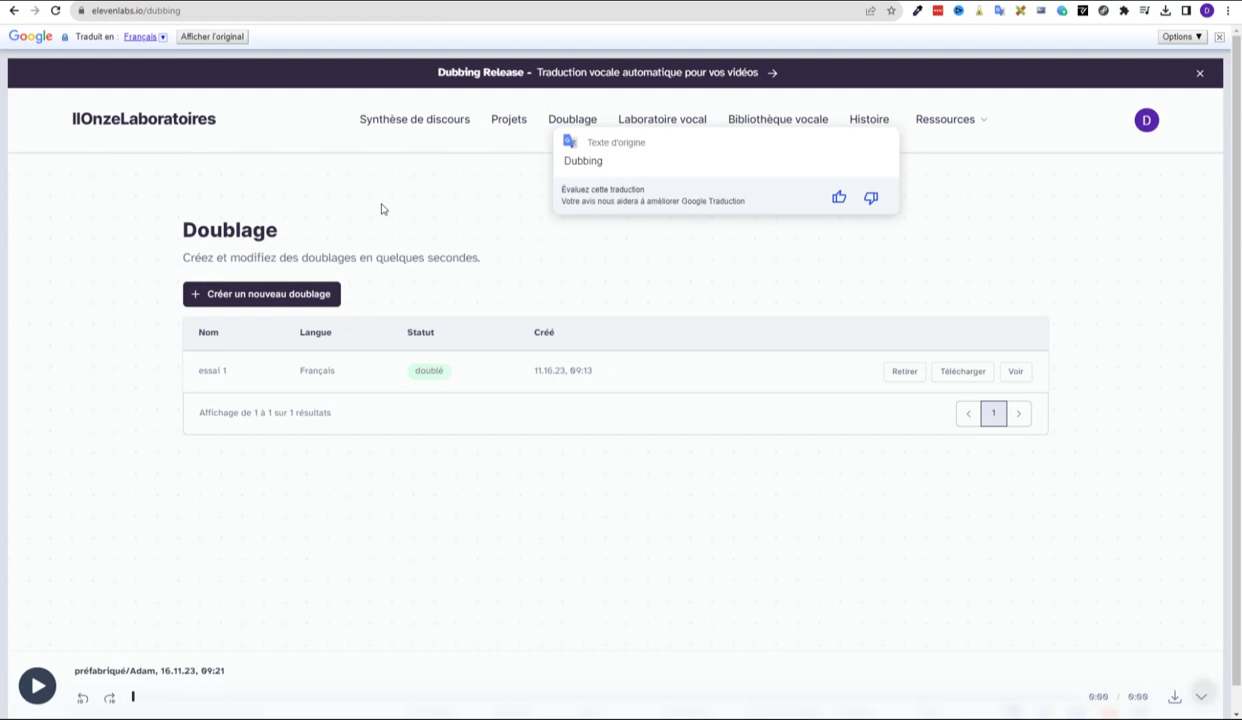 elevenlabs.io/dubbing
D
Google Traduit en : Français Afficher l'original Options ▼
Dubbing Release - Traduction vocale automatique pour vos vidéos →
IIOnzeLaboratoires Synthèse de discours Projets Doublage Laboratoire vocal Bibliothèque vocale Histoire Ressources D
Texte d'origine
Dubbing
Évaluez cette traduction
Votre avis nous aidera à améliorer Google Traduction
Doublage
Créez et modifiez des doublages en quelques secondes.
+ Créer un nouveau doublage
Nom Langue Statut Créé
essai 1 Français doublé 11.16.23, 09:13 Retirer Télécharger Voir
Affichage de 1 à 1 sur 1 résultats 1
préfabriqué/Adam, 16.11.23, 09:21
10 10 0:00 / 0:00